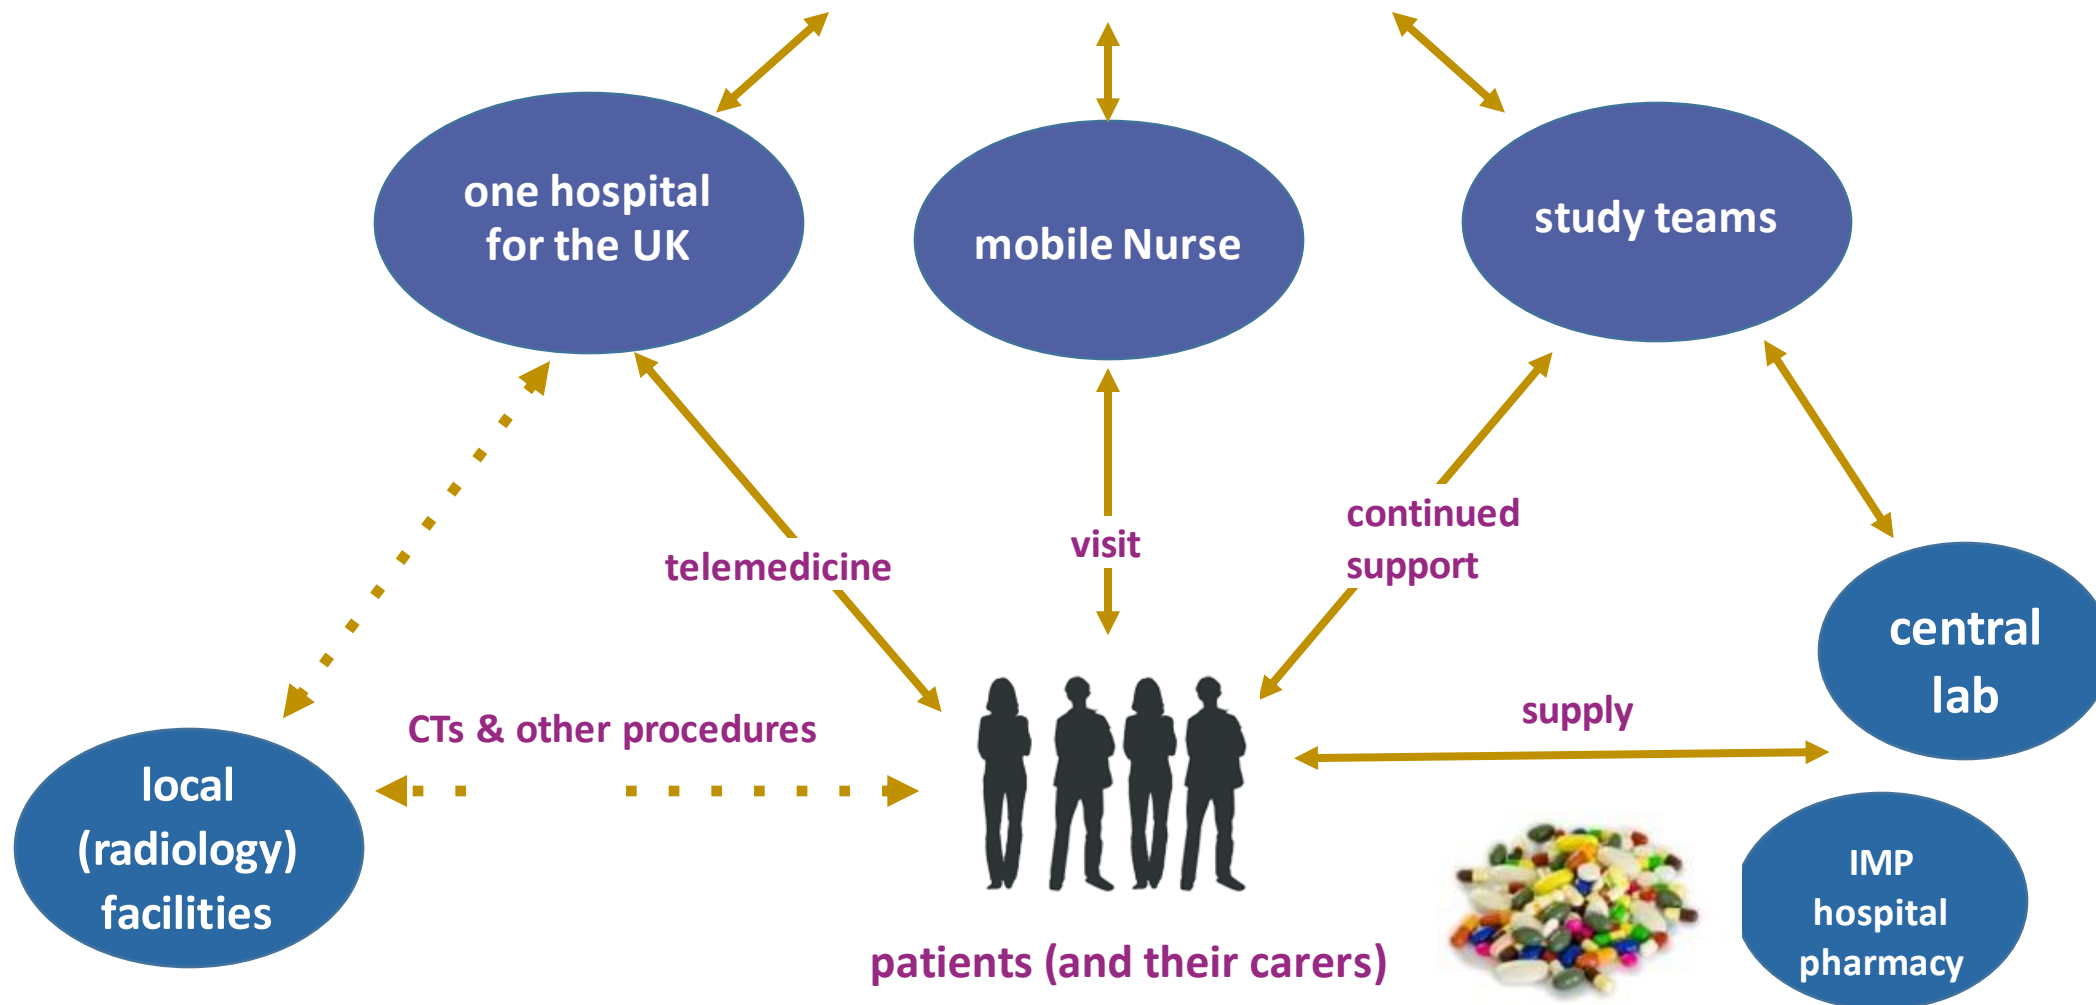 one hospital
for the UK
mobile Nurse
study teams
continued
support
visit
telemedicine
central
lab
supply
CTs & other procedures
local
(radiology)
facilities
IMP
hospital
pharmacy
patients (and their carers)